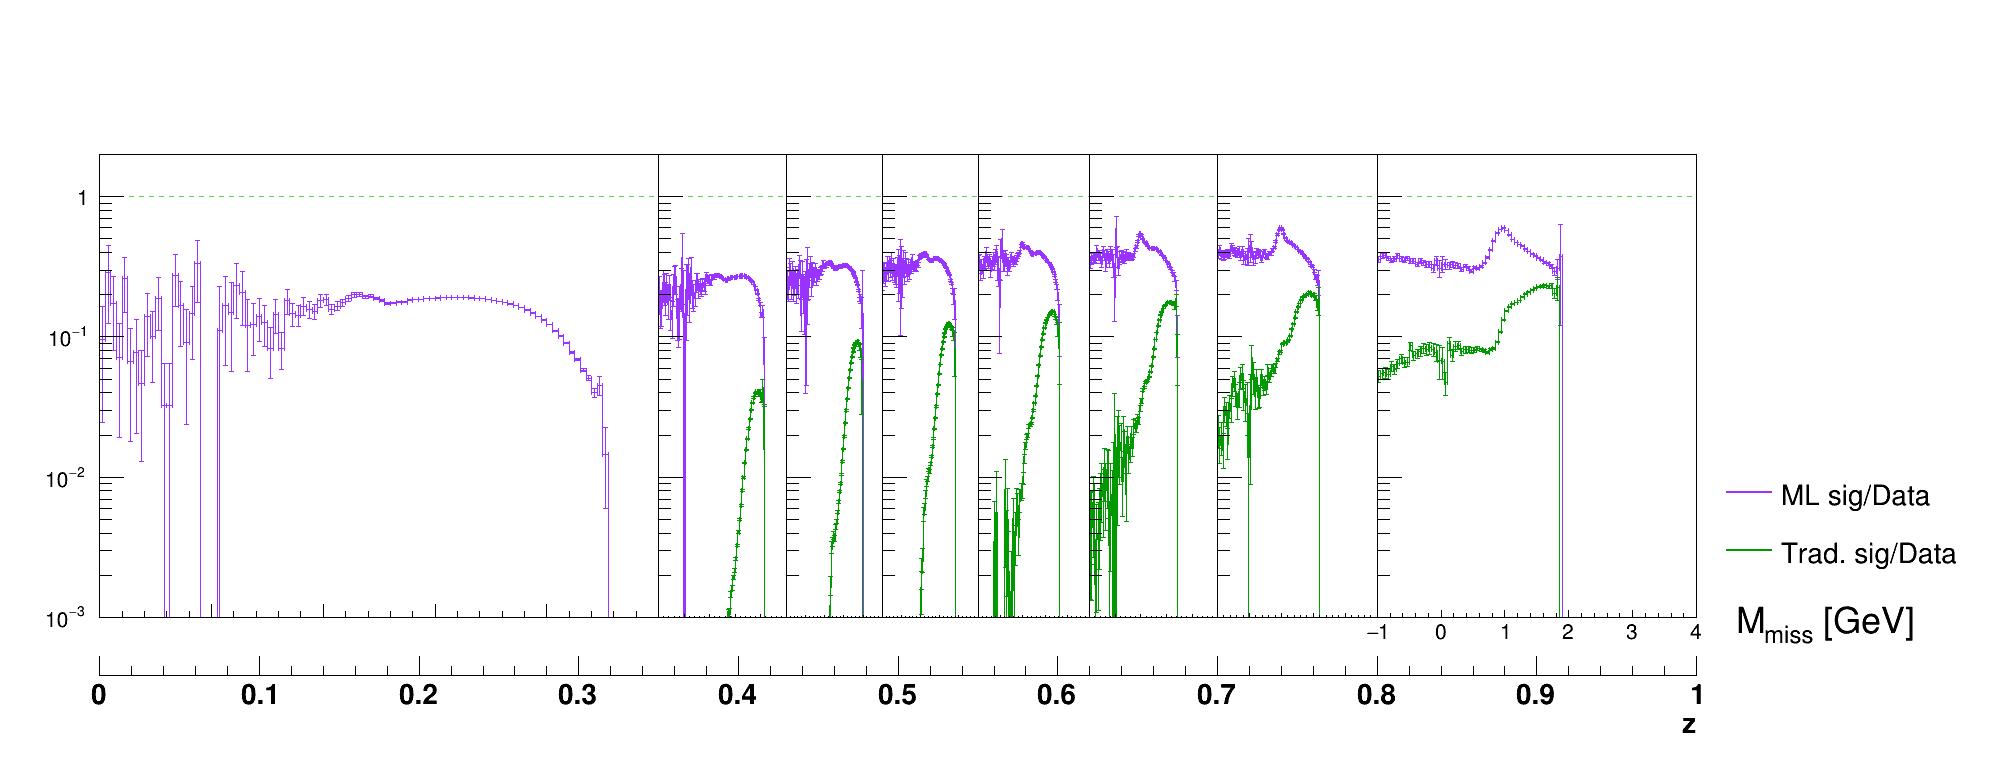 1
10⁻¹
10⁻²
10⁻³
ML sig/Data
Trad. sig/Data
−1 0 1 2 3 4
M_miss [GeV]
0 0.1 0.2 0.3 0.4 0.5 0.6 0.7 0.8 0.9 1
z